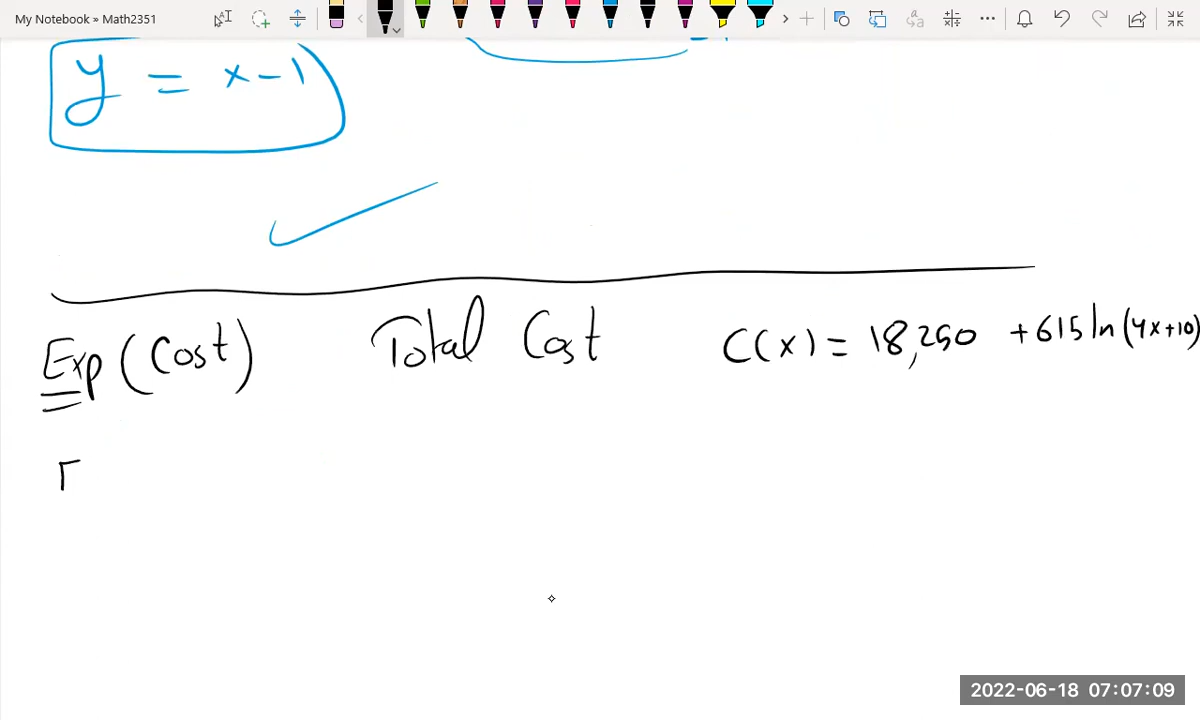 My Notebook » Math2351
y = x-1
Exp (Cost) Total Cost C(x) = 18,250 +615 ln(4x+10)
2022-06-18 07:07:09